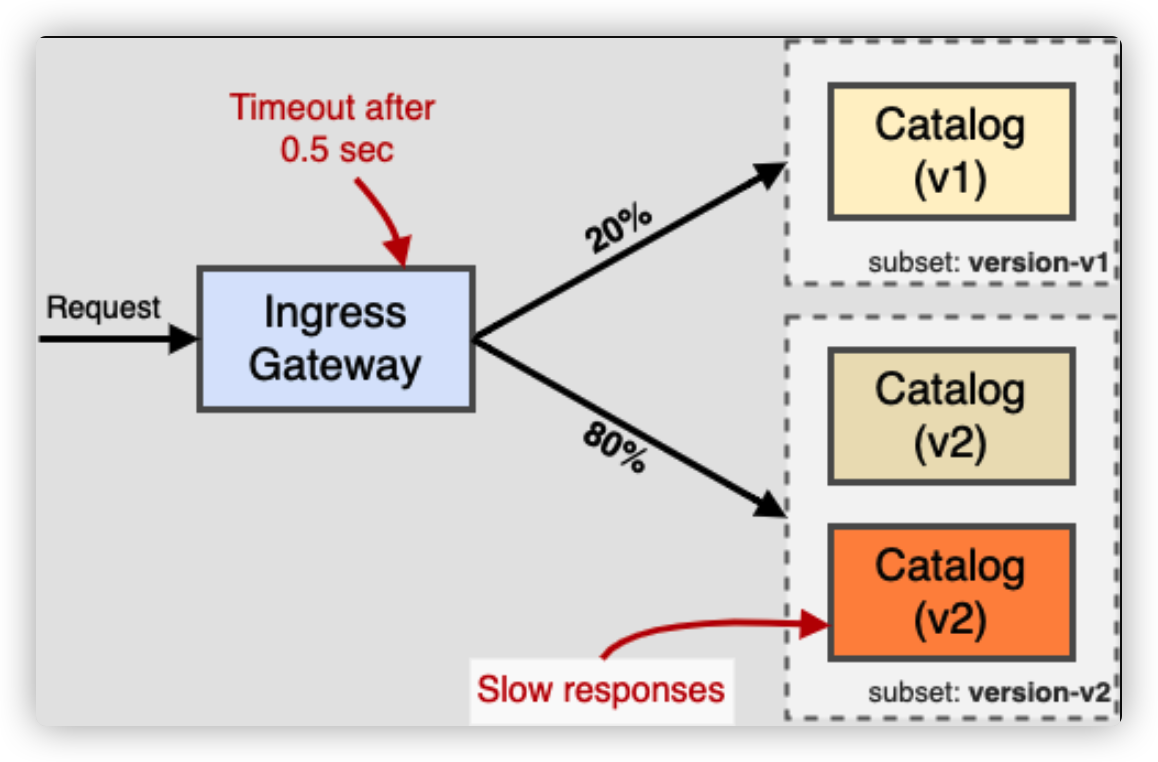 Timeout after
0.5 sec
Request
Ingress
Gateway
20%
80%
Catalog
(v1)
subset: version-v1
Catalog
(v2)
Catalog
(v2)
subset: version-v2
Slow responses